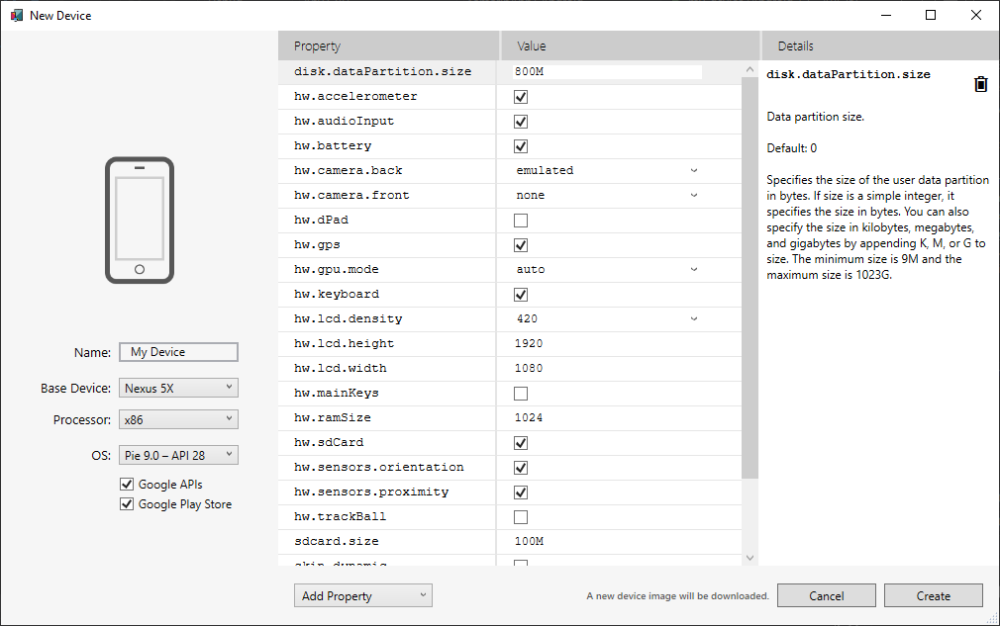 New Device
Property Value Details
disk.dataPartition.size 800M
hw.accelerometer
hw.audioInput
hw.battery
hw.camera.back emulated
hw.camera.front none
hw.dPad
hw.gps
hw.gpu.mode auto
hw.keyboard
hw.lcd.density 420
hw.lcd.height 1920
hw.lcd.width 1080
hw.mainKeys
hw.ramSize 1024
hw.sdCard
hw.sensors.orientation
hw.sensors.proximity
hw.trackBall
sdcard.size 100M
skin.dynamic
disk.dataPartition.size
Data partition size.
Default: 0
Specifies the size of the user data partition
in bytes. If size is a simple integer, it
specifies the size in bytes. You can also
specify the size in kilobytes, megabytes,
and gigabytes by appending K, M, or G to
size. The minimum size is 9M and the
maximum size is 1023G.
Name: My Device
Base Device: Nexus 5X
Processor: x86
OS: Pie 9.0 – API 28
Google APIs
Google Play Store
Add Property
A new device image will be downloaded.
Cancel
Create